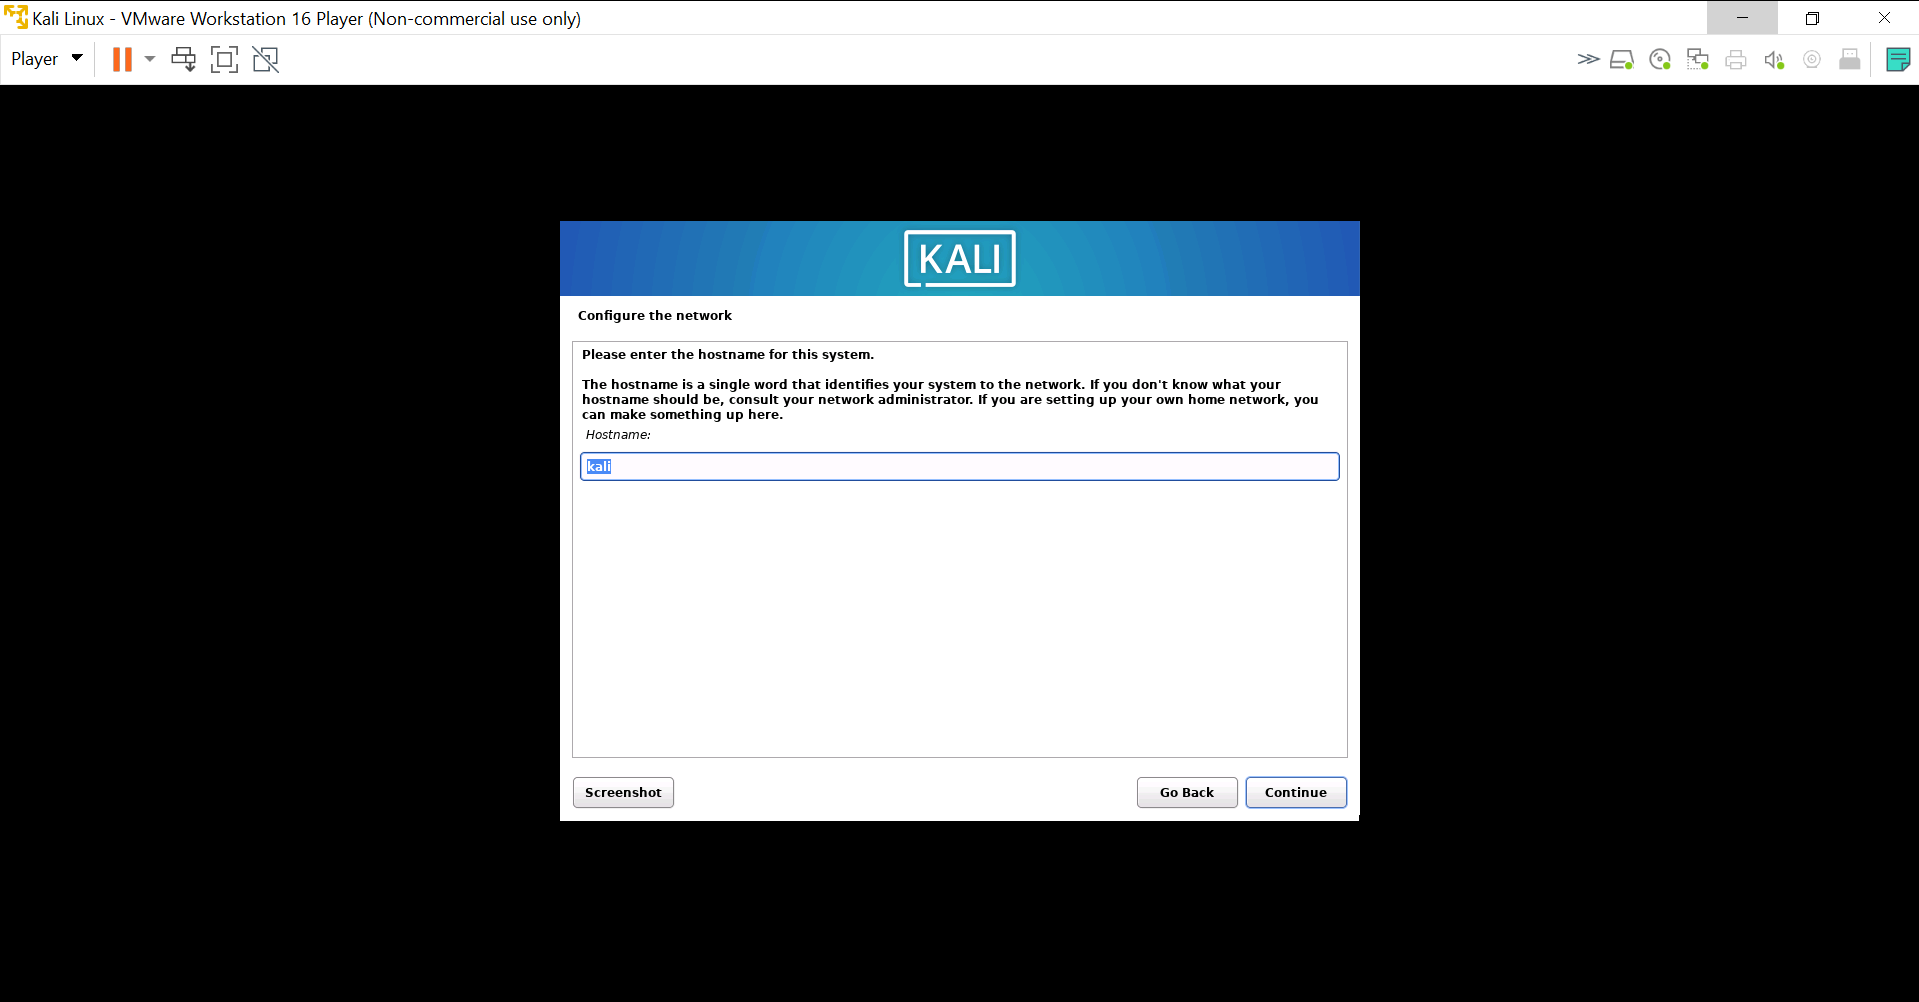 Kali Linux - VMware Workstation 16 Player (Non-commercial use only)
Player
KALI
Configure the network
Please enter the hostname for this system.
The hostname is a single word that identifies your system to the network. If you don't know what your
hostname should be, consult your network administrator. If you are setting up your own home network, you
can make something up here.
Hostname:
kali
Screenshot
Go Back
Continue